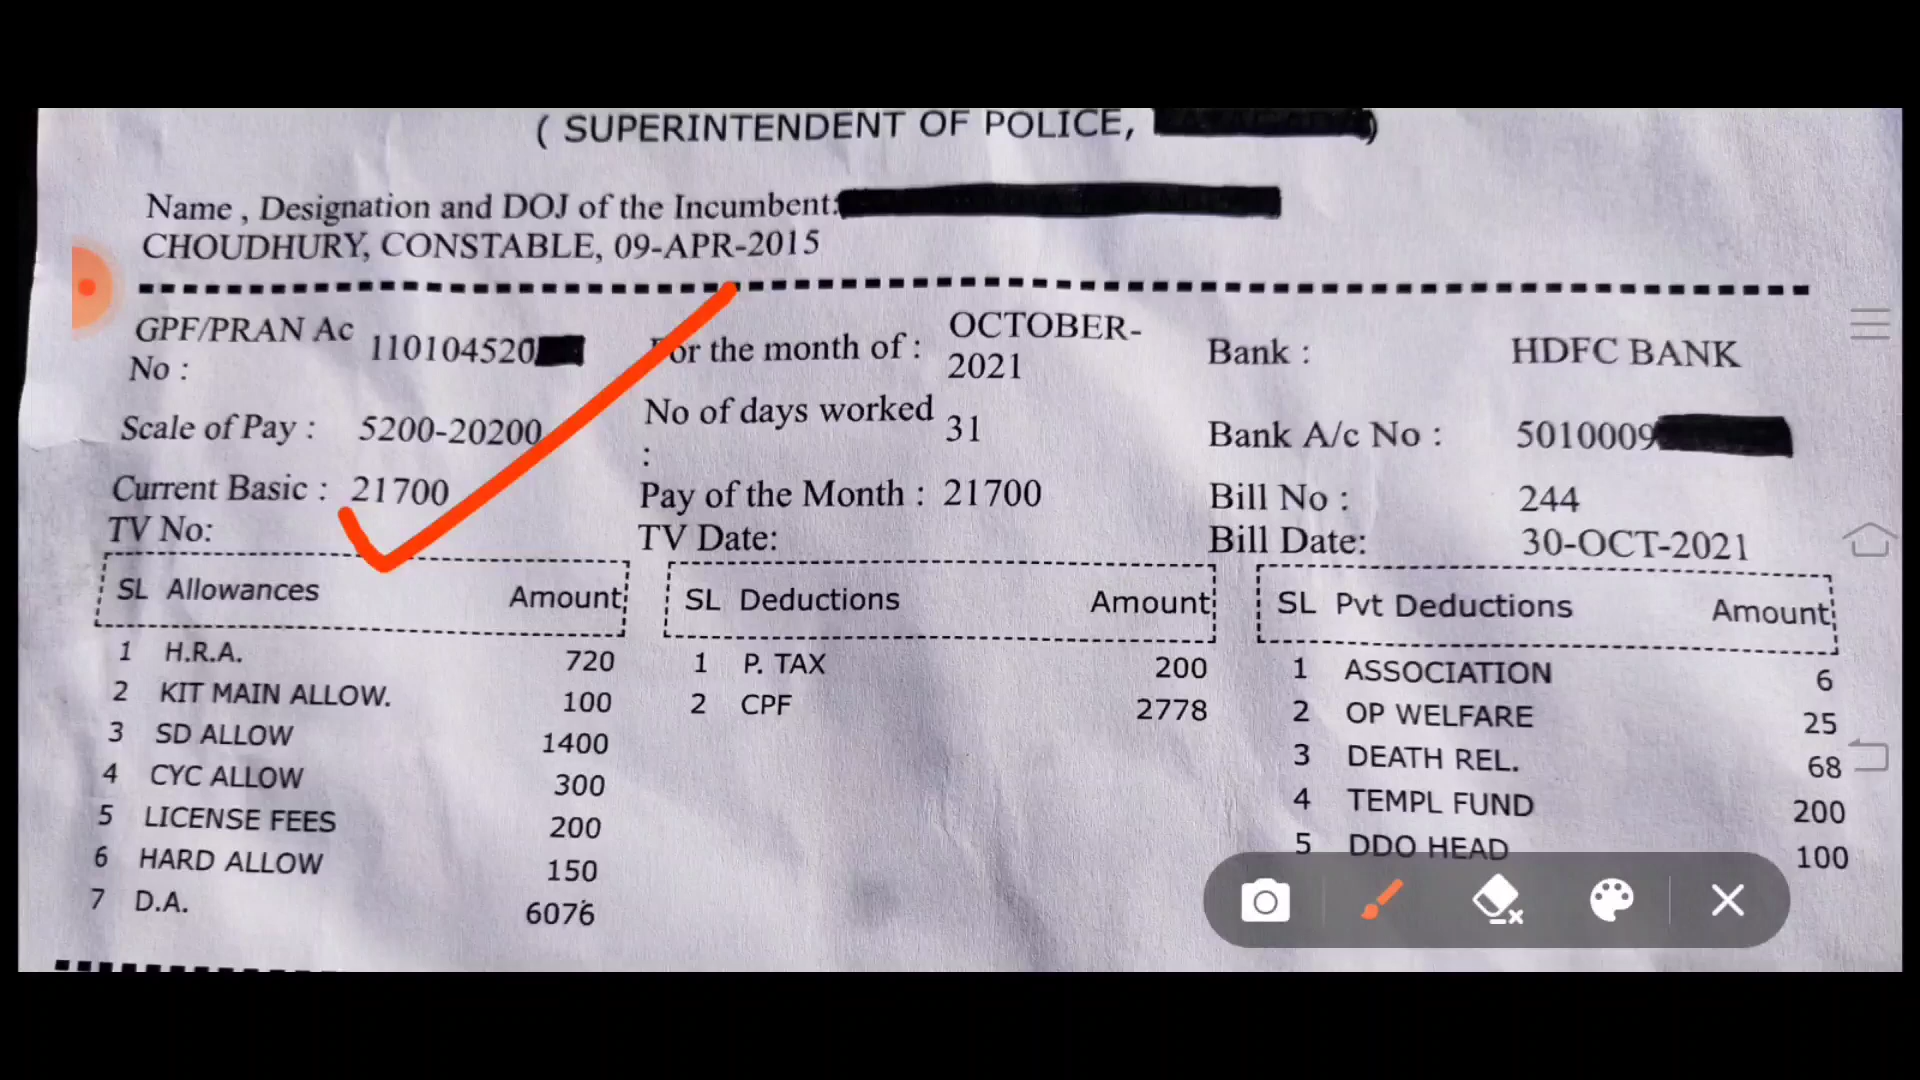 ( SUPERINTENDENT OF POLICE, )
Name , Designation and DOJ of the Incumbent:
CHOUDHURY, CONSTABLE, 09-APR-2015
GPF/PRAN Ac No : 110104520 For the month of : OCTOBER-2021 Bank : HDFC BANK
Scale of Pay : 5200-20200 No of days worked : 31 Bank A/c No : 5010009
Current Basic : 21700 Pay of the Month : 21700 Bill No : 244
TV No: TV Date: Bill Date: 30-OCT-2021
SL Allowances Amount SL Deductions Amount SL Pvt Deductions Amount
1 H.R.A. 720 1 P. TAX 200 1 ASSOCIATION 6
2 KIT MAIN ALLOW. 100 2 CPF 2778 2 OP WELFARE 25
3 SD ALLOW 1400 3 DEATH REL. 68
4 CYC ALLOW 300 4 TEMPL FUND 200
5 LICENSE FEES 200 5 DDO HEAD 100
6 HARD ALLOW 150
7 D.A. 6076